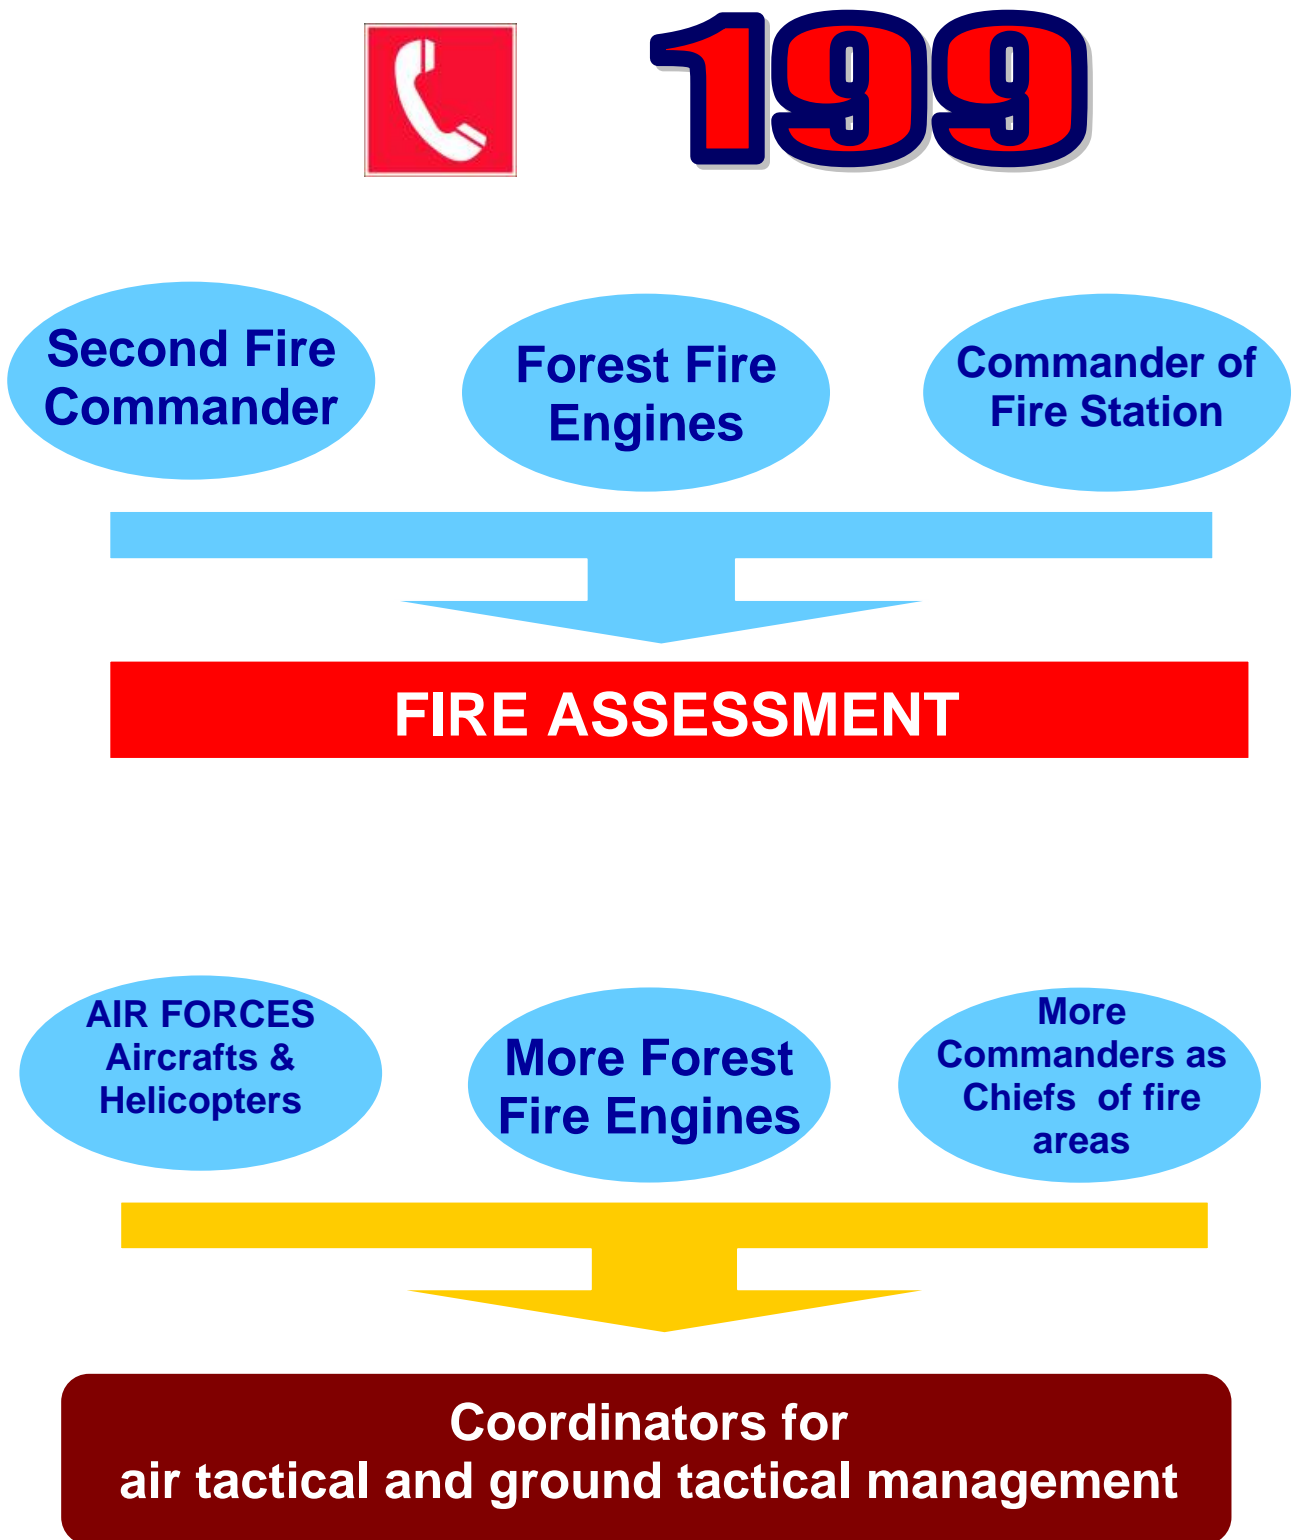 199
Second Fire
Commander
Forest Fire
Engines
Commander of
Fire Station
FIRE ASSESSMENT
AIR FORCES
Aircrafts &
Helicopters
More Forest
Fire Engines
More
Commanders as
Chiefs  of fire
areas
Coordinators for
air tactical and ground tactical management